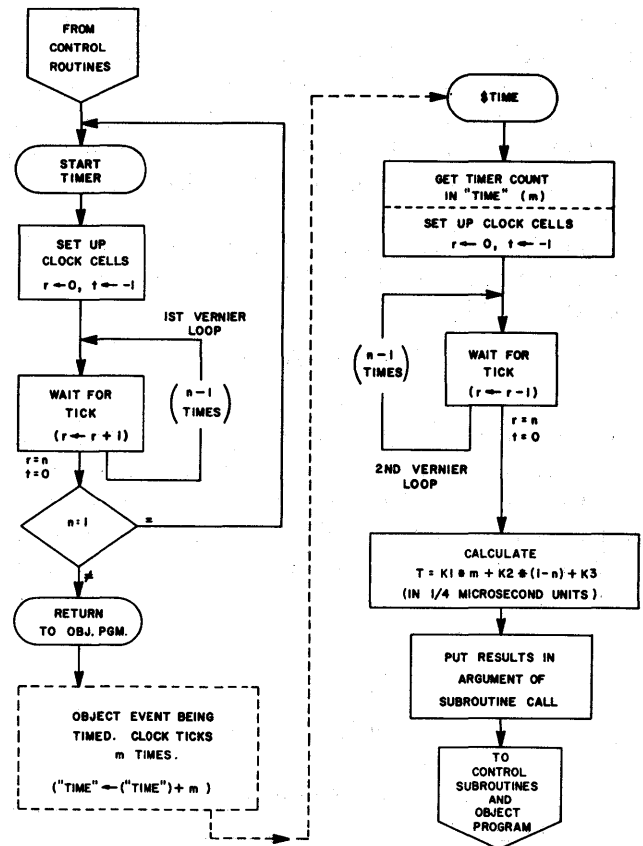 FROM
CONTROL
ROUTINES
START
TIMER
SET UP
CLOCK CELLS
r ← 0, t ← -1
1ST VERNIER
LOOP
WAIT FOR
TICK
(r ← r + 1)
(n-1
TIMES)
r = n
t = 0
n : 1
=
≠
RETURN
TO OBJ. PGM.
OBJECT EVENT BEING
TIMED. CLOCK TICKS
m TIMES.
("TIME" ← ("TIME") + m )
$TIME
GET TIMER COUNT
IN "TIME" (m)
SET UP CLOCK CELLS
r ← 0, t ← -1
(n-1
TIMES)
WAIT FOR
TICK
(r ← r - 1)
r = n
t = 0
2ND VERNIER
LOOP
CALCULATE
T = K1 * m + K2 * (1-n) + K3
(IN 1/4 MICROSECOND UNITS)
PUT RESULTS IN
ARGUMENT OF
SUBROUTINE CALL
TO
CONTROL
SUBROUTINES
AND
OBJECT
PROGRAM